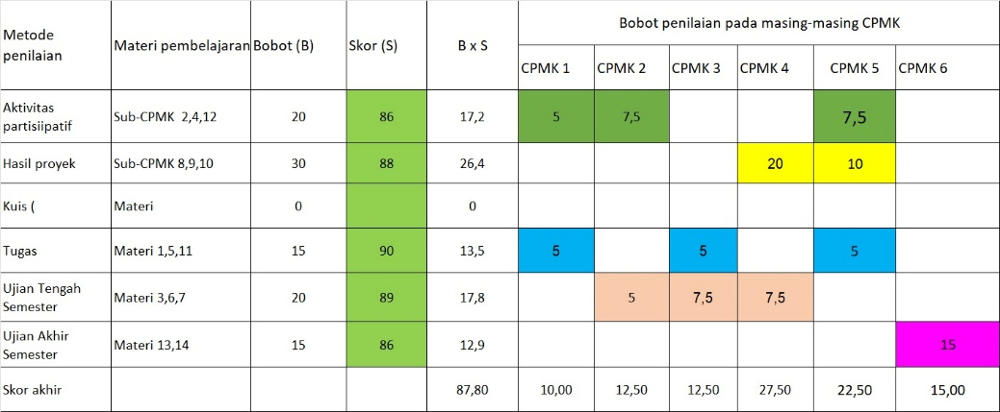 Metode penilaian Materi pembelajaran Bobot (B) Skor (S) B x S Bobot penilaian pada masing-masing CPMK
CPMK 1 CPMK 2 CPMK 3 CPMK 4 CPMK 5 CPMK 6
Aktivitas partisiipatif Sub-CPMK 2,4,12 20 86 17,2 5 7,5 7,5
Hasil proyek Sub-CPMK 8,9,10 30 88 26,4 20 10
Kuis ( Materi 0 0
Tugas Materi 1,5,11 15 90 13,5 5 5 5
Ujian Tengah Semester Materi 3,6,7 20 89 17,8 5 7,5 7,5
Ujian Akhir Semester Materi 13,14 15 86 12,9 15
Skor akhir 87,80 10,00 12,50 12,50 27,50 22,50 15,00